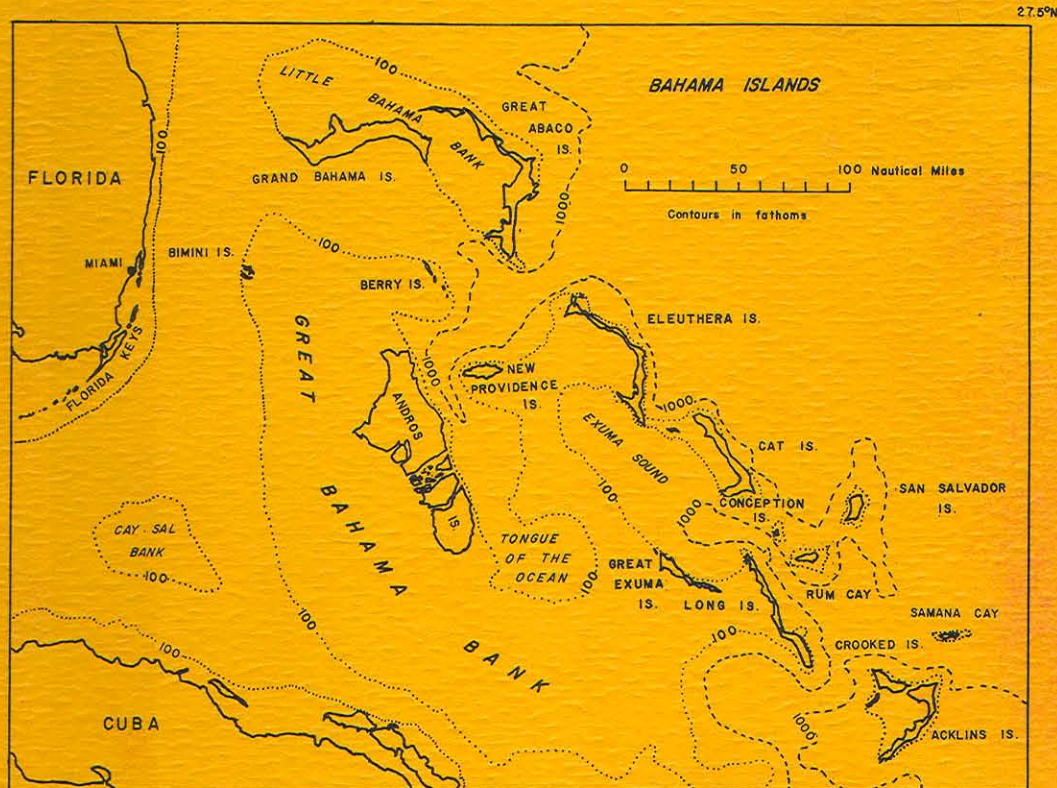 27.5°N
BAHAMA ISLANDS
LITTLE
BAHAMA
BANK
100
GREAT
ABACO
IS.
0 50 100 Nautical Miles
Contours in fathoms
100
FLORIDA
GRAND BAHAMA IS.
1000
MIAMI
BIMINI IS.
100
BERRY IS.
ELEUTHERA IS.
FLORIDA KEYS
GREAT
BAHAMA
BANK
1000
NEW
PROVIDENCE
IS.
ANDROS
IS.
EXUMA SOUND
100
1000
CAT IS.
SAN SALVADOR
IS.
CONCEPTION
IS.
1000
CAY SAL
BANK
100
TONGUE
OF THE
OCEAN
100
GREAT
EXUMA
IS.
LONG IS.
RUM CAY
SAMANA CAY
100
100
100
CROOKED IS.
1000
ACKLINS IS.
CUBA